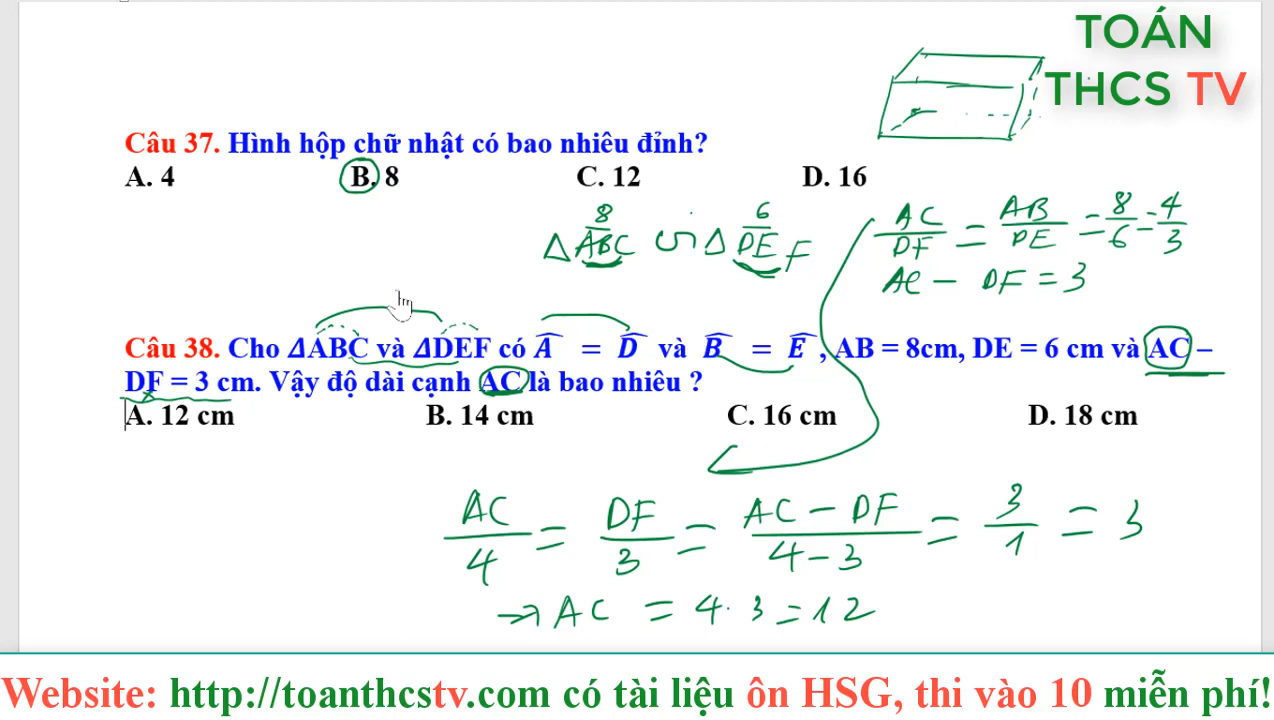 TOÁN
THCS TV
Câu 37. Hình hộp chữ nhật có bao nhiêu đỉnh?
A. 4 B. 8 C. 12 D. 16
8 6
Δ ABC ∽ Δ DEF
AC/DF = AB/DE = 8/6 = 4/3
AC - DF = 3
Câu 38. Cho ΔABC và ΔDEF có Â = D̂ và B̂ = Ê, AB = 8cm, DE = 6 cm và AC –
DF = 3 cm. Vậy độ dài cạnh AC là bao nhiêu ?
A. 12 cm B. 14 cm C. 16 cm D. 18 cm
AC/4 = DF/3 = AC - DF/4 - 3 = 3/1 = 3
→ AC = 4.3 = 12
Website: http://toanthcstv.com có tài liệu ôn HSG, thi vào 10 miễn phí!